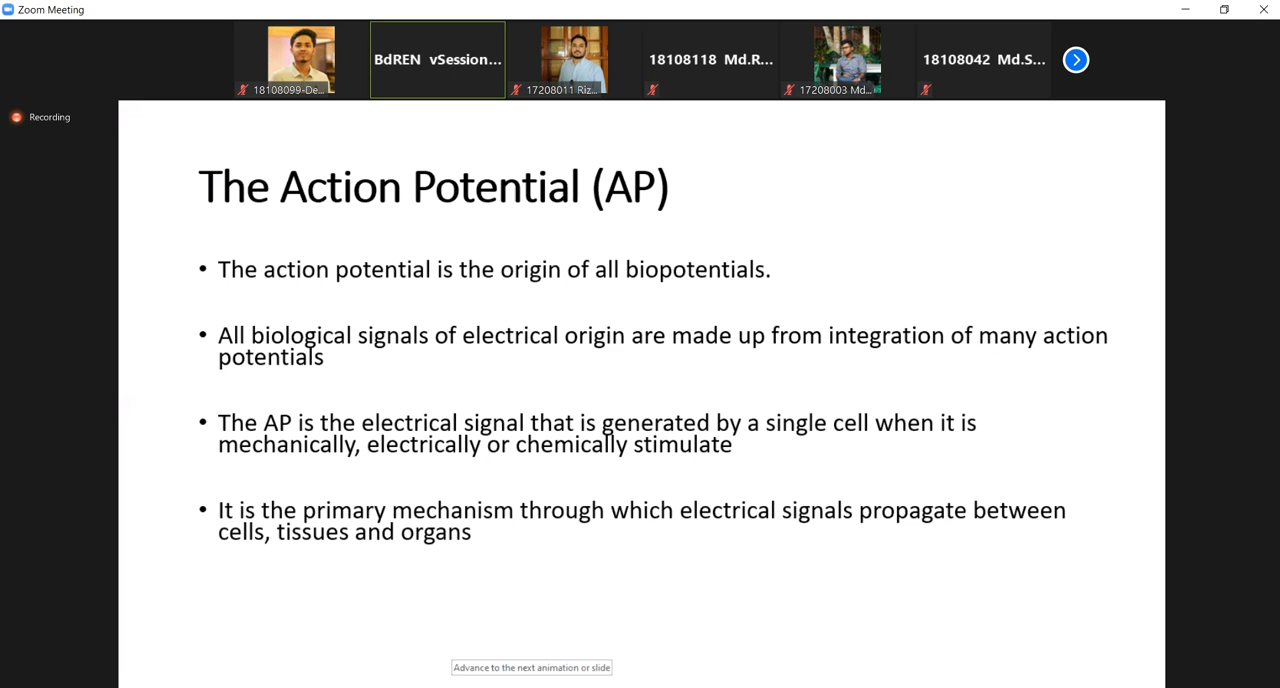 Zoom Meeting
BdREN vSession...
18108118 Md.R...
18108042 Md.S...
18108099-De...
17208011 Riz...
17208003 Md...
Recording
The Action Potential (AP)
• The action potential is the origin of all biopotentials.
• All biological signals of electrical origin are made up from integration of many action
potentials
• The AP is the electrical signal that is generated by a single cell when it is
mechanically, electrically or chemically stimulate
• It is the primary mechanism through which electrical signals propagate between
cells, tissues and organs
Advance to the next animation or slide